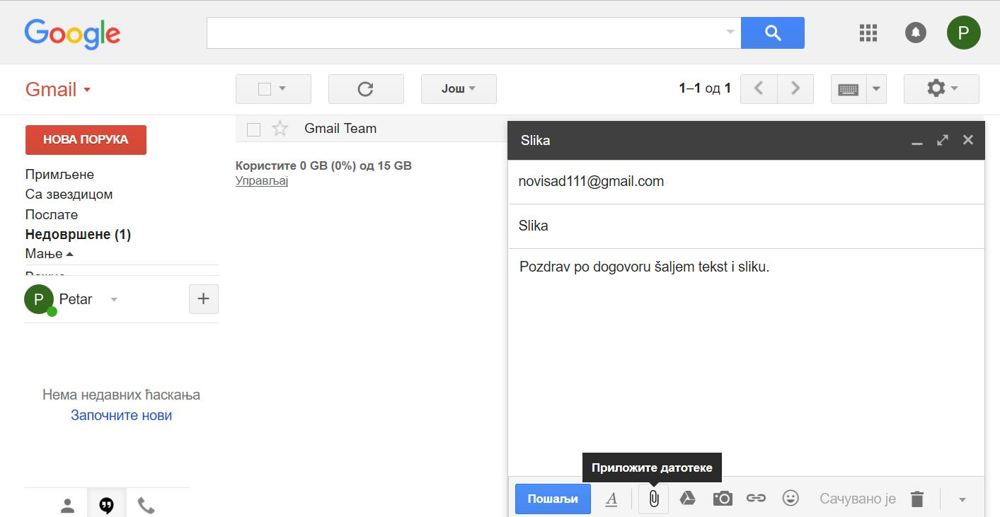 Google
P
Gmail
Још
1–1 од 1
НОВА ПОРУКА
Примљене
Са звездицом
Послате
Недовршене (1)
Мање
Важно
P Petar
+
Нема недавних ћаскања
Започните нови
Gmail Team
Користите 0 GB (0%) од 15 GB
Управљај
Slika
novisad111@gmail.com
Slika
Pozdrav po dogovoru šaljem tekst i sliku.
Приложите датотеке
Пошаљи A Сачувано је